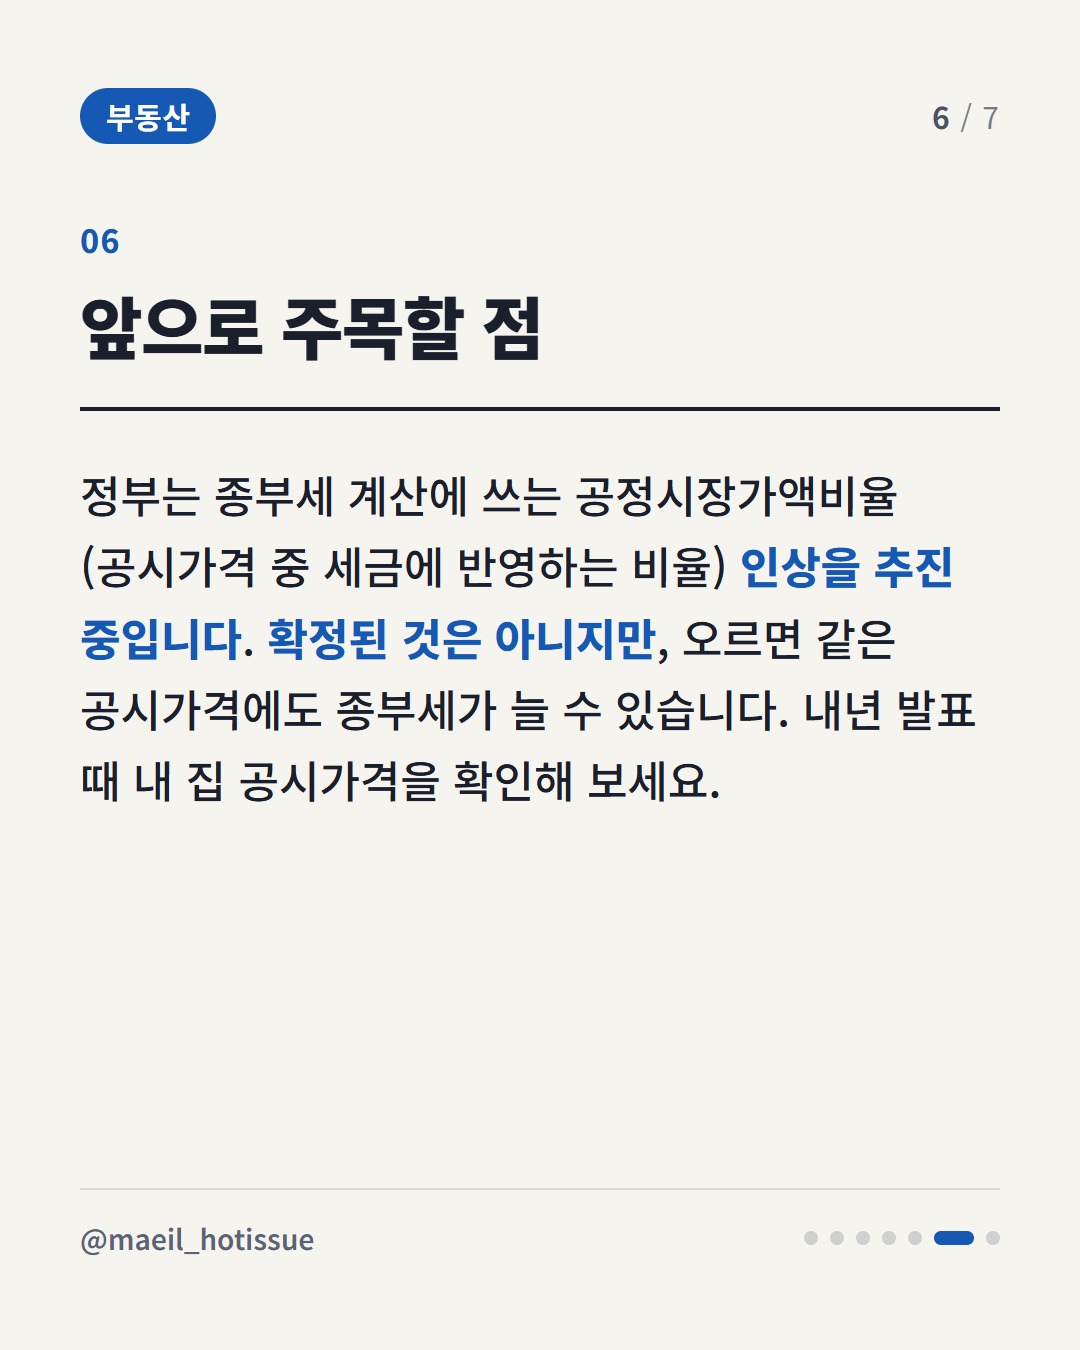 부동산
6 / 7
06
앞으로 주목할 점
정부는 종부세 계산에 쓰는 공정시장가액비율
(공시가격 중 세금에 반영하는 비율) 인상을 추진
중입니다. 확정된 것은 아니지만, 오르면 같은
공시가격에도 종부세가 늘 수 있습니다. 내년 발표
때 내 집 공시가격을 확인해 보세요.
@maeil_hotissue